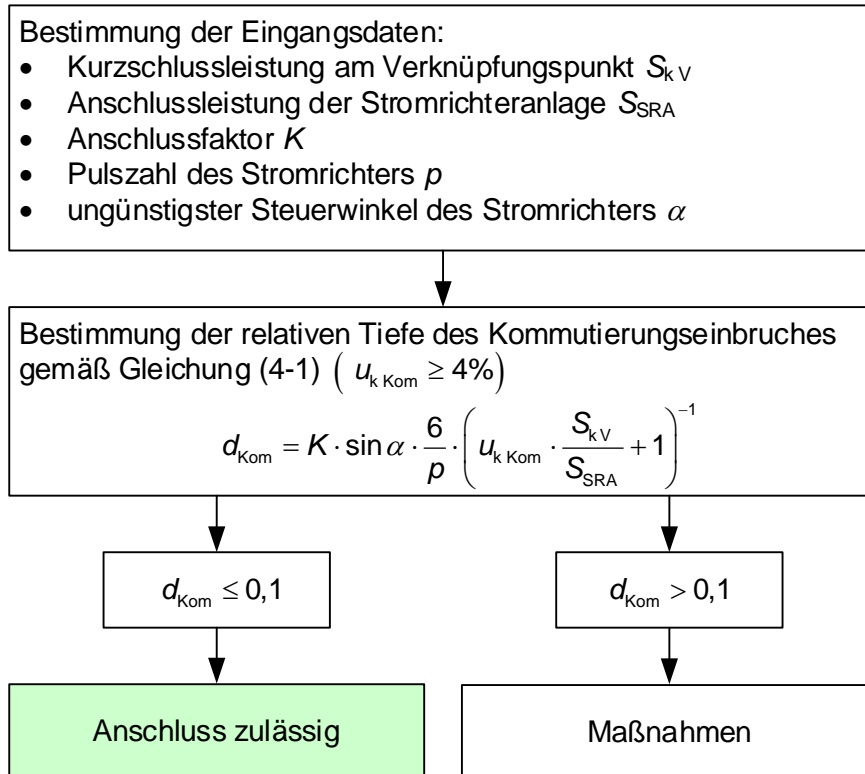 Bestimmung der Eingangsdaten:
• Kurzschlussleistung am Verknüpfungspunkt S_k V
• Anschlussleistung der Stromrichteranlage S_SRA
• Anschlussfaktor K
• Pulszahl des Stromrichters p
• ungünstigster Steuerwinkel des Stromrichters α
Bestimmung der relativen Tiefe des Kommutierungseinbruches
gemäß Gleichung (4-1) ( u_k Kom ≥ 4%)
d_Kom = K · sin α · 6/p · ( u_k Kom · S_k V/S_SRA + 1 )^−1
d_Kom ≤ 0,1
d_Kom > 0,1
Anschluss zulässig
Maßnahmen